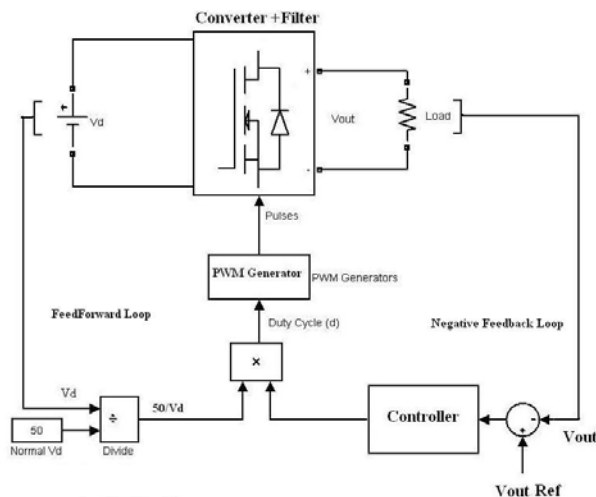 Converter +Filter
+
Vd
+
Vout
-
Load
Pulses
PWM Generator
PWM Generators
FeedForward Loop
Duty Cycle (d)
Negative Feedback Loop
×
Vd
50/Vd
÷
50
Normal Vd
Divide
Controller
-
+
Vout
Vout Ref